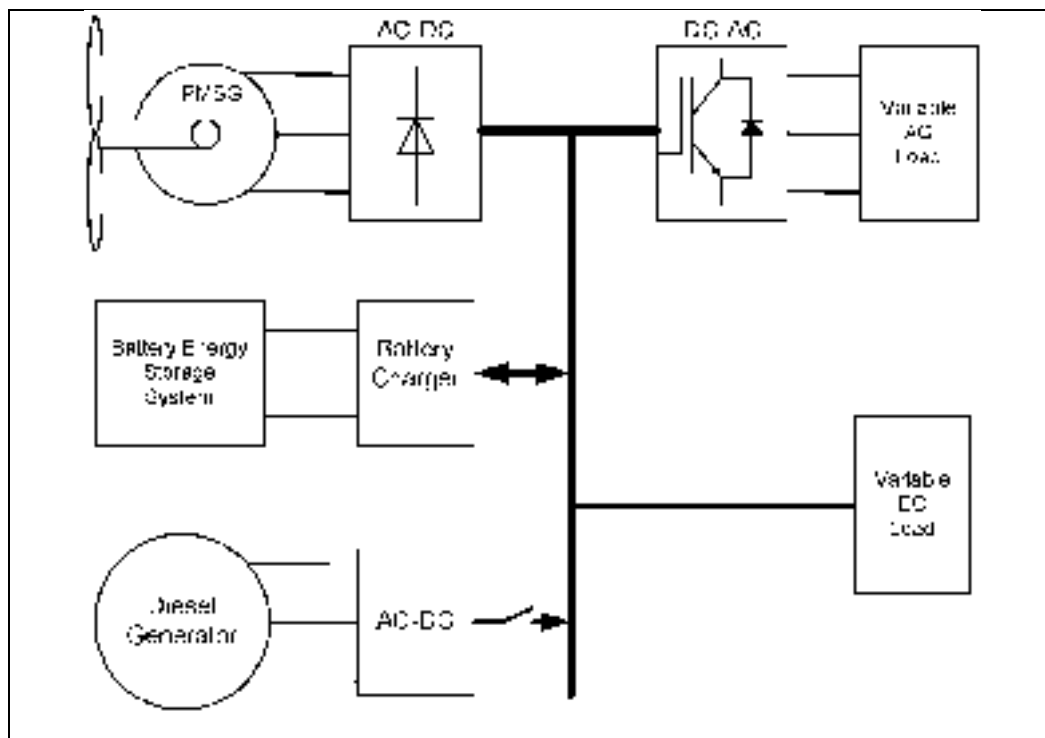 AC-DC
DC-AC
PMSG
Variable
AC
Load
Battery Energy
Storage
System
Battery
Charger
Variable
DC
Load
Diesel
Generator
AC-DC